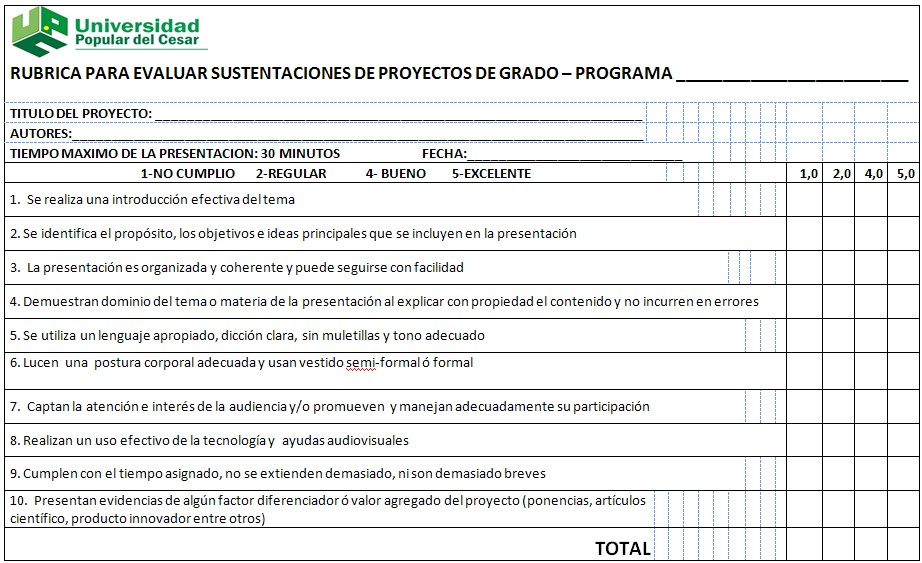 Universidad
Popular del Cesar
RUBRICA PARA EVALUAR SUSTENTACIONES DE PROYECTOS DE GRADO – PROGRAMA _______________________
TITULO DEL PROYECTO: ______________________________________________________________
AUTORES:_________________________________________________________________________
TIEMPO MAXIMO DE LA PRESENTACION: 30 MINUTOS FECHA:___________________________
1-NO CUMPLIO 2-REGULAR 4- BUENO 5-EXCELENTE 1,0 2,0 4,0 5,0
1. Se realiza una introducción efectiva del tema
2. Se identifica el propósito, los objetivos e ideas principales que se incluyen en la presentación
3. La presentación es organizada y coherente y puede seguirse con facilidad
4. Demuestran dominio del tema o materia de la presentación al explicar con propiedad el contenido y no incurren en errores
5. Se utiliza un lenguaje apropiado, dicción clara, sin muletillas y tono adecuado
6. Lucen una postura corporal adecuada y usan vestido semi-formal ó formal
7. Captan la atención e interés de la audiencia y/o promueven y manejan adecuadamente su participación
8. Realizan un uso efectivo de la tecnología y ayudas audiovisuales
9. Cumplen con el tiempo asignado, no se extienden demasiado, ni son demasiado breves
10. Presentan evidencias de algún factor diferenciador ó valor agregado del proyecto (ponencias, artículos
científico, producto innovador entre otros)
TOTAL